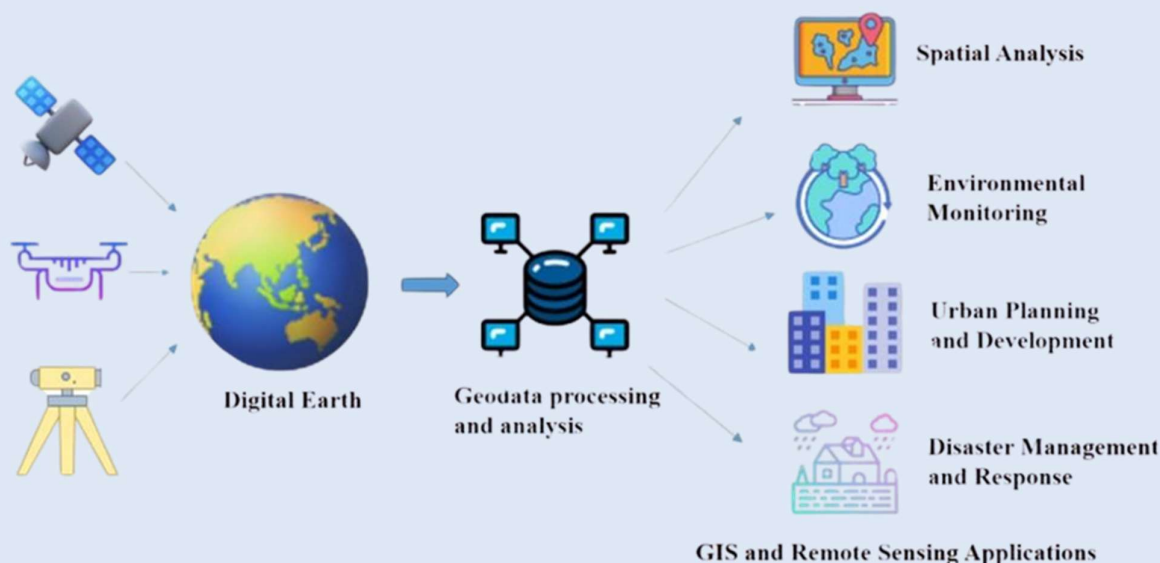 Spatial Analysis
Environmental
Monitoring
Urban Planning
and Development
Digital Earth
Geodata processing
and analysis
Disaster Management
and Response
GIS and Remote Sensing Applications